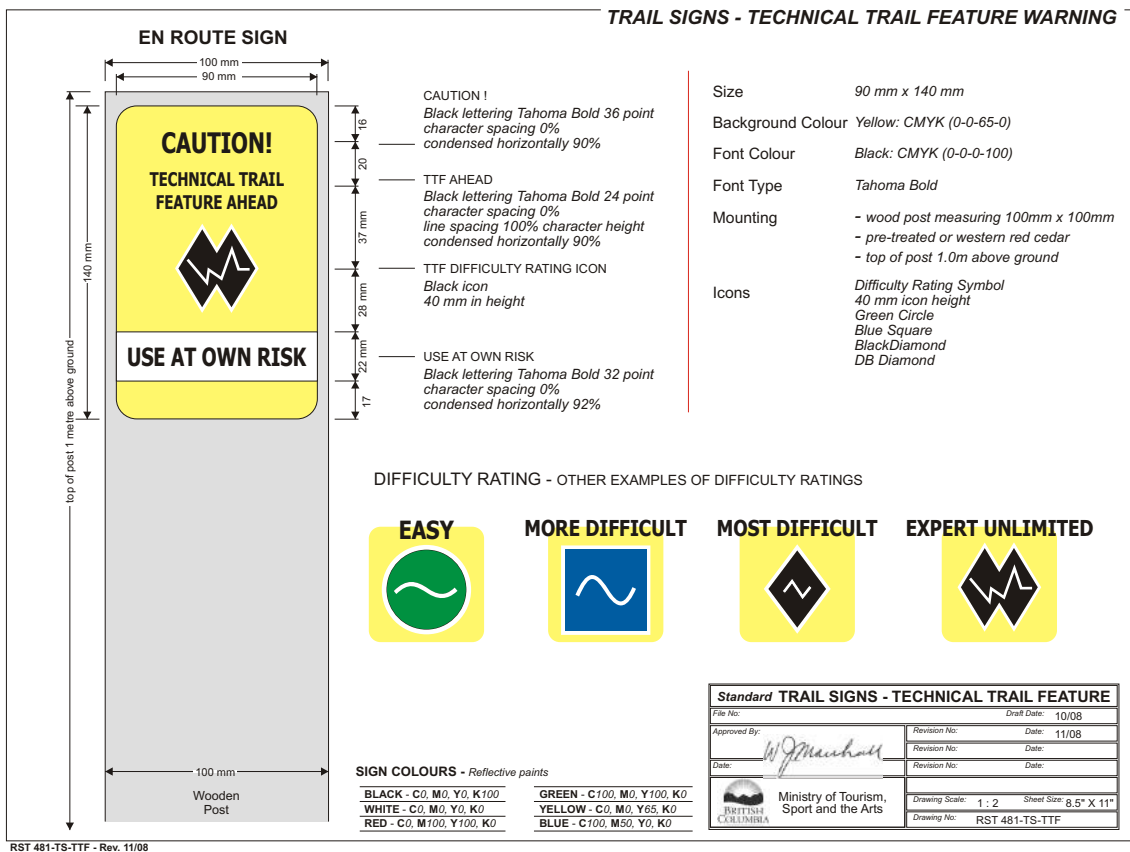 TRAIL SIGNS - TECHNICAL TRAIL FEATURE WARNING
EN ROUTE SIGN
100 mm
90 mm
top of post 1 metre above ground
140 mm
CAUTION!
TECHNICAL TRAIL
FEATURE AHEAD
USE AT OWN RISK
16
20
37 mm
28 mm
22 mm
17
100 mm
Wooden
Post
CAUTION !
Black lettering Tahoma Bold 36 point
character spacing 0%
condensed horizontally 90%
TTF AHEAD
Black lettering Tahoma Bold 24 point
character spacing 0%
line spacing 100% character height
condensed horizontally 90%
TTF DIFFICULTY RATING ICON
Black icon
40 mm in height
USE AT OWN RISK
Black lettering Tahoma Bold 32 point
character spacing 0%
condensed horizontally 92%
Size 90 mm x 140 mm
Background Colour Yellow: CMYK (0-0-65-0)
Font Colour Black: CMYK (0-0-0-100)
Font Type Tahoma Bold
Mounting - wood post measuring 100mm x 100mm
- pre-treated or western red cedar
- top of post 1.0m above ground
Icons Difficulty Rating Symbol
40 mm icon height
Green Circle
Blue Square
BlackDiamond
DB Diamond
DIFFICULTY RATING - OTHER EXAMPLES OF DIFFICULTY RATINGS
EASY
MORE DIFFICULT
MOST DIFFICULT
EXPERT UNLIMITED
SIGN COLOURS - Reflective paints
BLACK - C0, M0, Y0, K100 GREEN - C100, M0, Y100, K0
WHITE - C0, M0, Y0, K0 YELLOW - C0, M0, Y65, K0
RED - C0, M100, Y100, K0 BLUE - C100, M50, Y0, K0
Standard TRAIL SIGNS - TECHNICAL TRAIL FEATURE
File No: Draft Date: 10/08
Approved By: W J Marshall Revision No: Date: 11/08
Revision No: Date:
Date: Revision No: Date:
BRITISH
COLUMBIA
Ministry of Tourism,
Sport and the Arts
Drawing Scale: 1 : 2 Sheet Size: 8.5" X 11"
Drawing No: RST 481-TS-TTF
RST 481-TS-TTF - Rev. 11/08